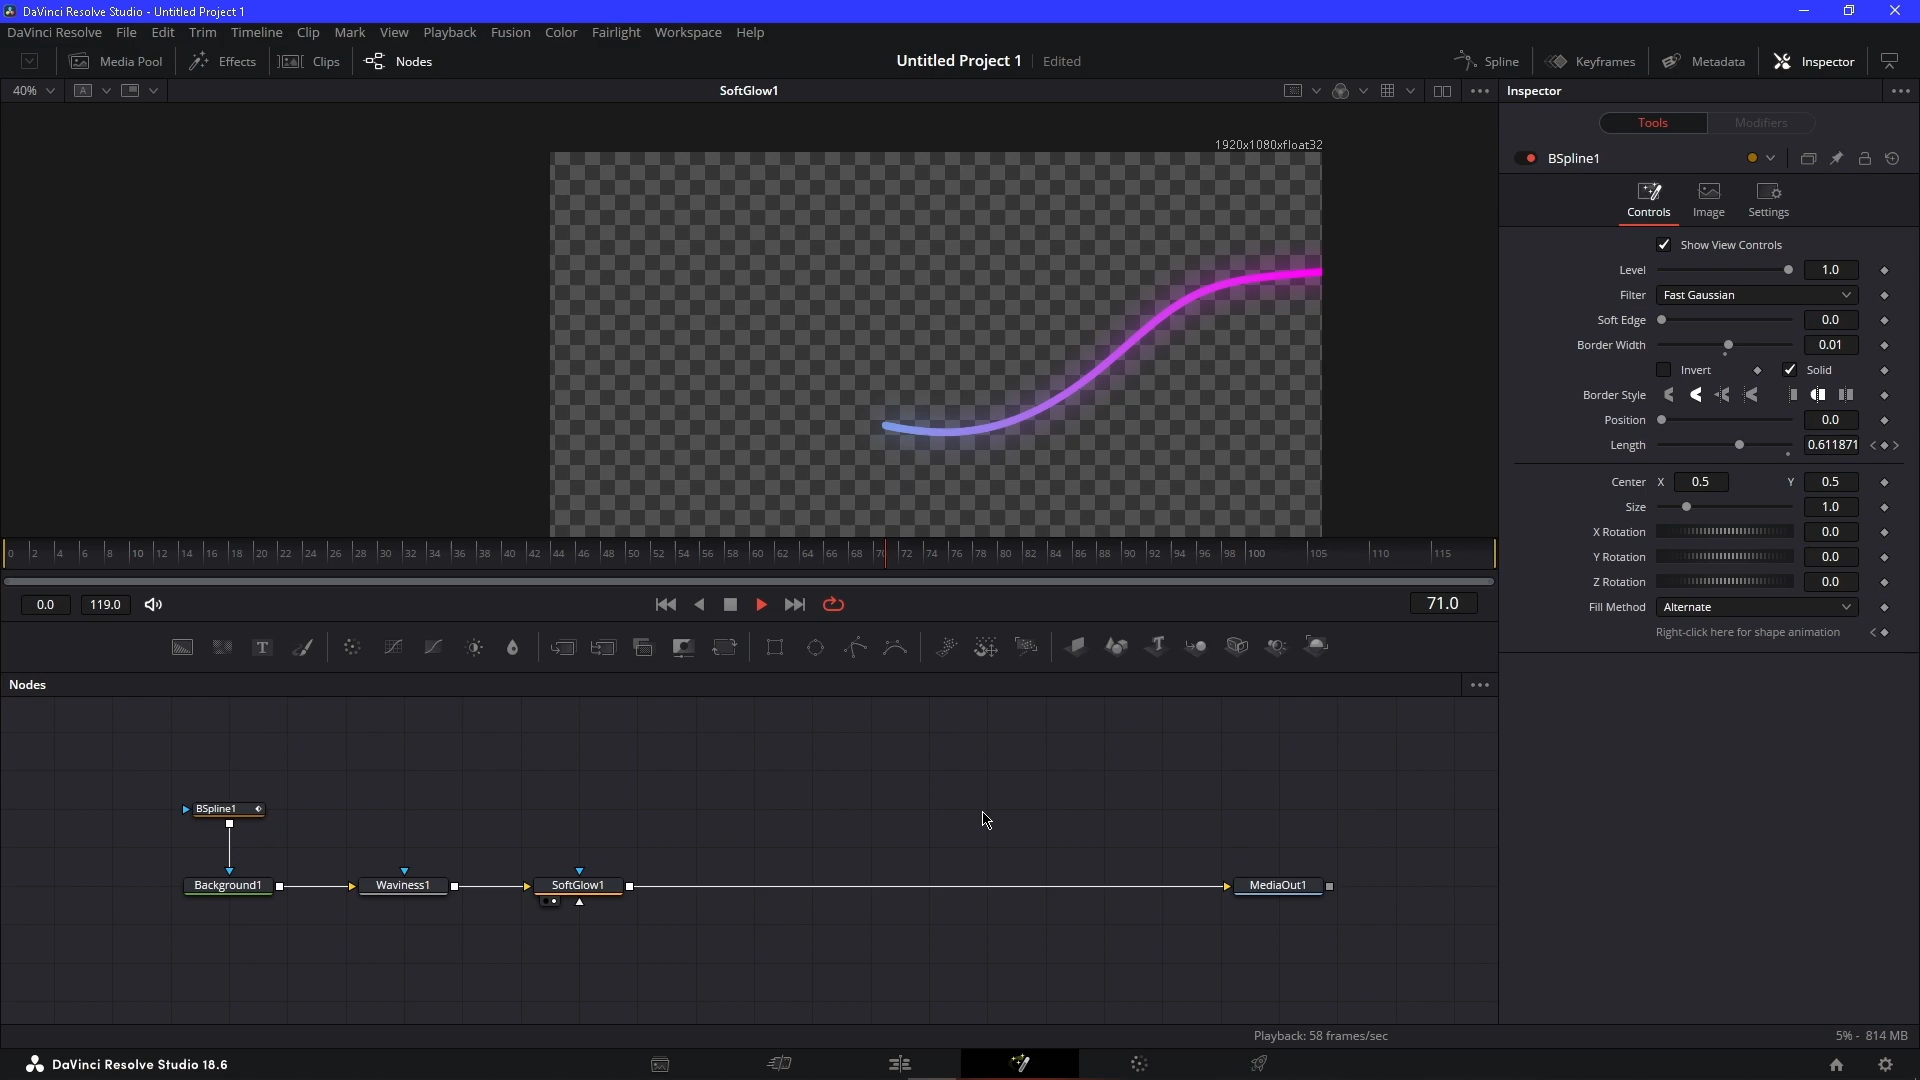 DaVinci Resolve Studio - Untitled Project 1
DaVinci Resolve File Edit Trim Timeline Clip Mark View Playback Fusion Color Fairlight Workspace Help
Media Pool Effects Clips Nodes Untitled Project 1 Edited Spline Keyframes Metadata Inspector
40% A SoftGlow1 Inspector
Tools Modifiers
1920x1080xfloat32
BSpline1
Controls Image Settings
Show View Controls
Level 1.0
Filter Fast Gaussian
Soft Edge 0.0
Border Width 0.01
Invert Solid
Border Style
Position 0.0
Length 0.611871
Center X 0.5 Y 0.5
Size 1.0
X Rotation 0.0
Y Rotation 0.0
Z Rotation 0.0
Fill Method Alternate
Right-click here for shape animation
0 2 4 6 8 10 12 14 16 18 20 22 24 26 28 30 32 34 36 38 40 42 44 46 48 50 52 54 56 58 60 62 64 66 68 70 72 74 76 78 80 82 84 86 88 90 92 94 96 98 100 105 110 115
0.0 119.0 71.0
Nodes
BSpline1
Background1 Waviness1 SoftGlow1 MediaOut1
Playback: 58 frames/sec 5% - 814 MB
DaVinci Resolve Studio 18.6